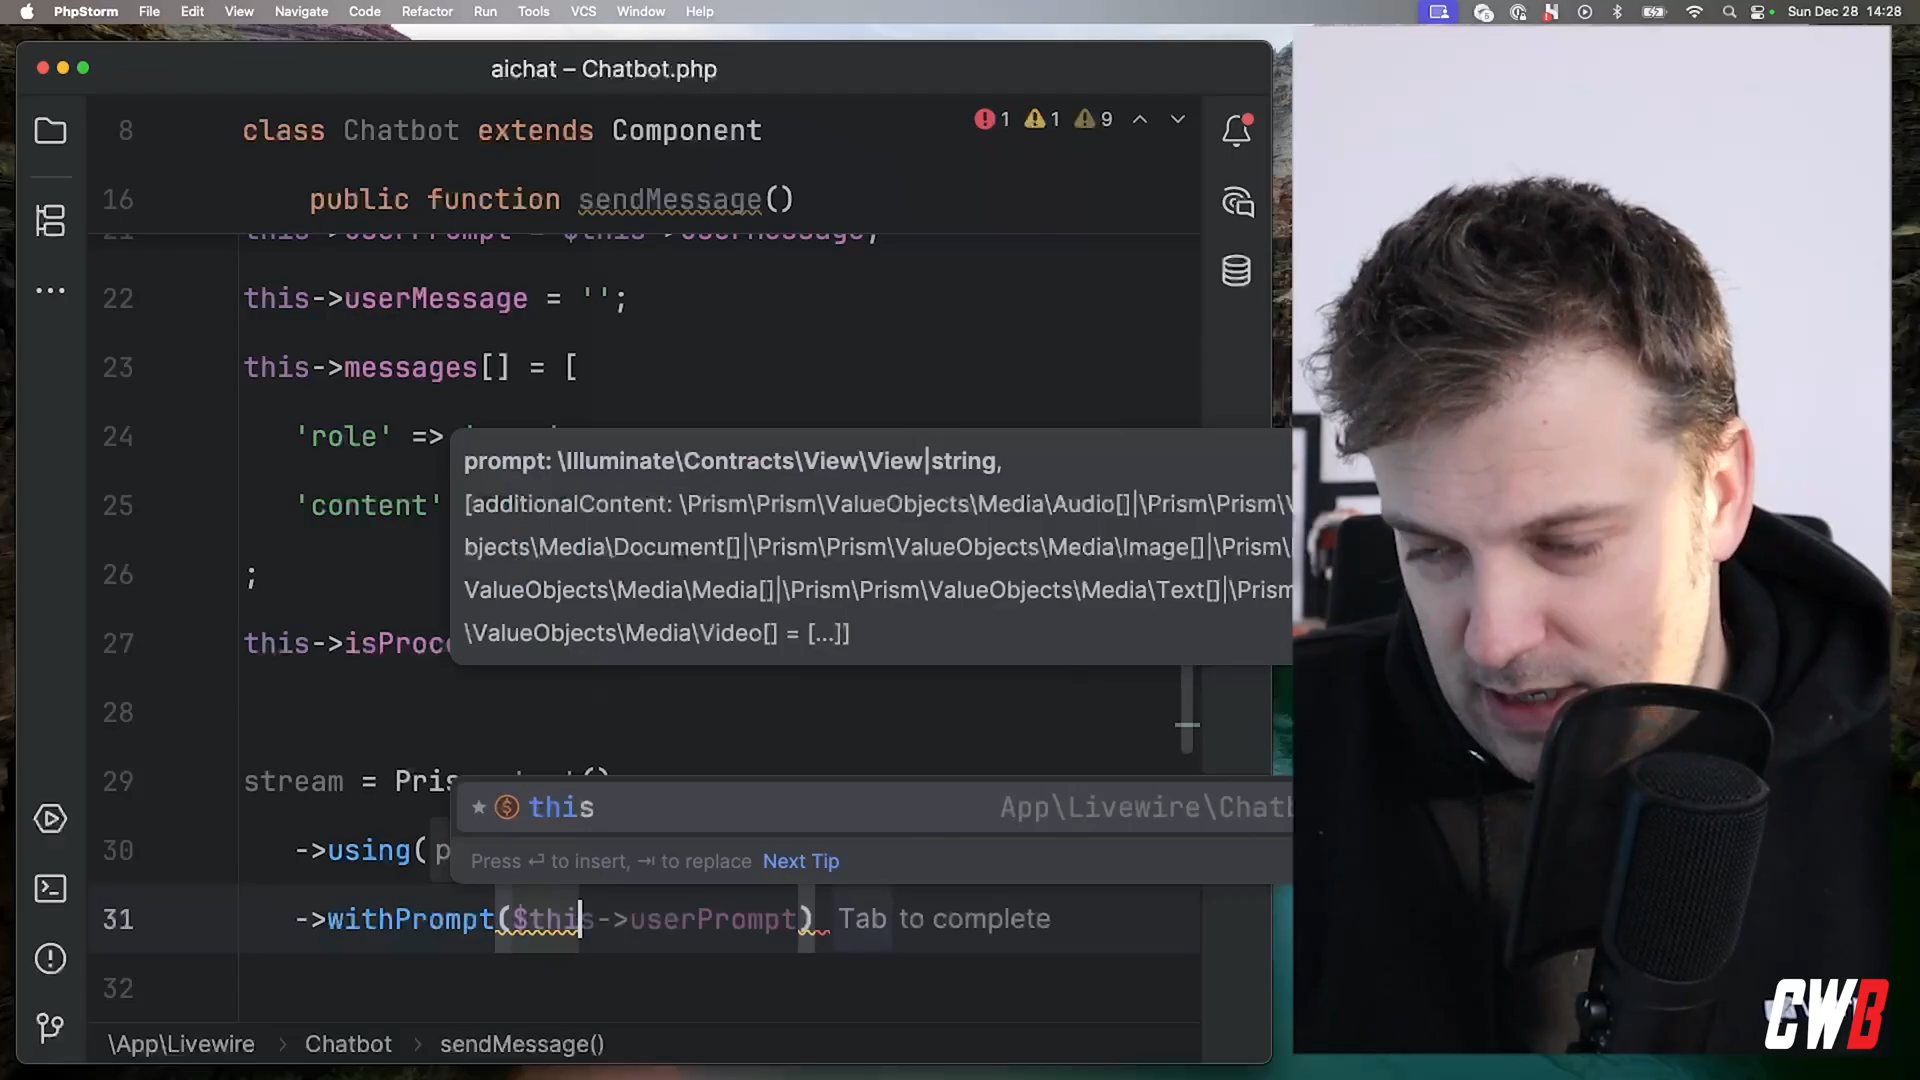 PhpStorm File Edit View Navigate Code Refactor Run Tools VCS Window Help Sun Dec 28 14:28
aichat – Chatbot.php
8 class Chatbot extends Component 1 1 9
16 public function sendMessage()
22 this->userMessage = '';
23 this->messages[] = [
24 'role' =>
prompt: \Illuminate\Contracts\View\View|string,
25 'content'
[additionalContent: \Prism\Prism\ValueObjects\Media\Audio[]|\Prism\Prism\
bjects\Media\Document[]|\Prism\Prism\ValueObjects\Media\Image[]|\Prism\
26 ;
ValueObjects\Media\Media[]|\Prism\Prism\ValueObjects\Media\Text[]|\Prism
27 this->isProc
\ValueObjects\Media\Video[] = [...]]
28
29 stream = Pris
this App\Livewire\Chatb
30 ->using( p
Press ⏎ to insert, ⇥ to replace Next Tip
31 ->withPrompt($this->userPrompt) Tab to complete
32
\App\Livewire > Chatbot > sendMessage()
CWB